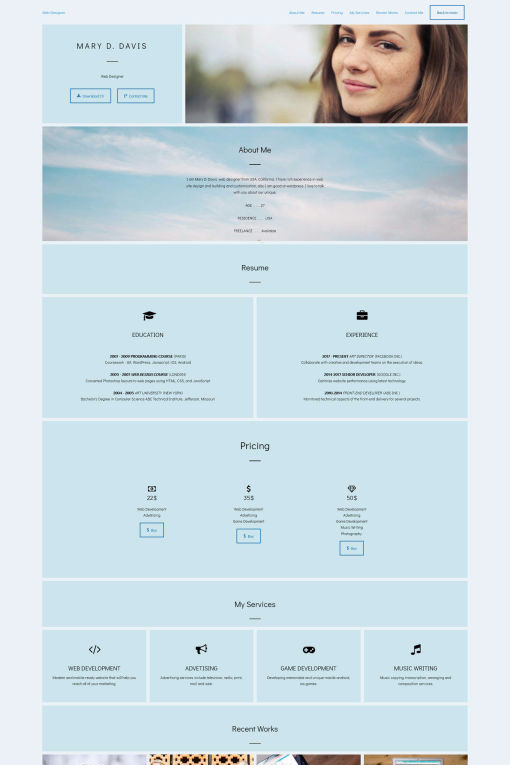 Web Designer
About Me Resume Pricing My Services Recent Works Contact Me Back to main
MARY D. DAVIS
Web Designer
Download CV Contact Me
About Me
I am Mary D. Davis, web designer from USA, California. I have rich experience in web
site design and building and customization, also I am good at wordpress. I love to talk
with you about our unique.
AGE . . . . 27
RESIDENCE . . . . USA
FREELANCE . . . . Available
Resume
EDUCATION
EXPERIENCE
2007 - 2009 PROGRAMMING COURSE (PARIS)
Coursework - Git, WordPress, Javascript, iOS, Android
2005 - 2007 WEB DESIGN COURSE (LONDON)
Converted Photoshop layouts to web pages using HTML, CSS, and JavaScript
2004 - 2005 ART UNIVERSITY (NEW YORK)
Bachelor's Degree in Computer Science ABC Technical Institute, Jefferson, Missouri
2017 - PRESENT ART DIRECTOR (FACEBOOK INC.)
Collaborate with creative and development teams on the execution of ideas.
2014-2017 SENIOR DEVELOPER (GOOGLE INC.)
Optimize website performance using latest technology.
2010-2014 FRONT-END DEVELOPER (ABS INC.)
Monitored technical aspects of the front-end delivery for several projects.
Pricing
22$
Web Development
Advetising
$ Buy
35$
Web Development
Advetising
Game Development
$ Buy
50$
Web Development
Advetising
Game Development
Music Writing
Photography
$ Buy
My Services
WEB DEVELOPMENT
Modern and mobile-ready website that will help you
reach all of your marketing.
ADVETISING
Advertising services include television, radio, print,
mail and web.
GAME DEVELOPMENT
Developing memorable and unique mobile android,
ios games.
MUSIC WRITING
Music copying, transcription, arranging and
composition services.
Recent Works